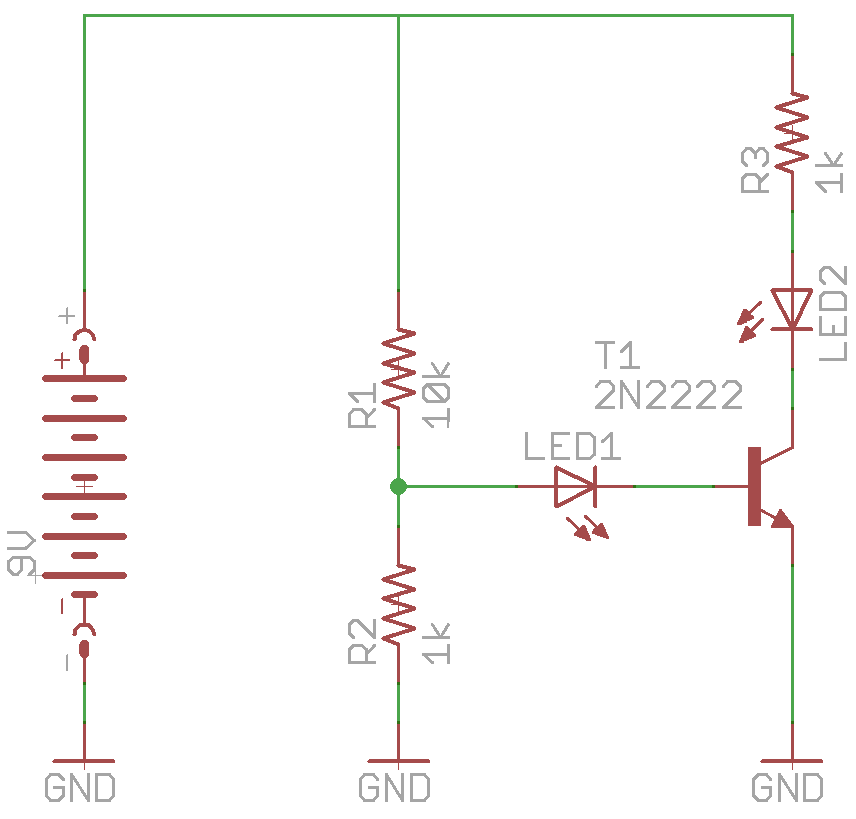 R3
1k
LED2
+
+
T1
2N2222
R1
10k
LED1
9V
-
-
R2
1k
GND
GND
GND